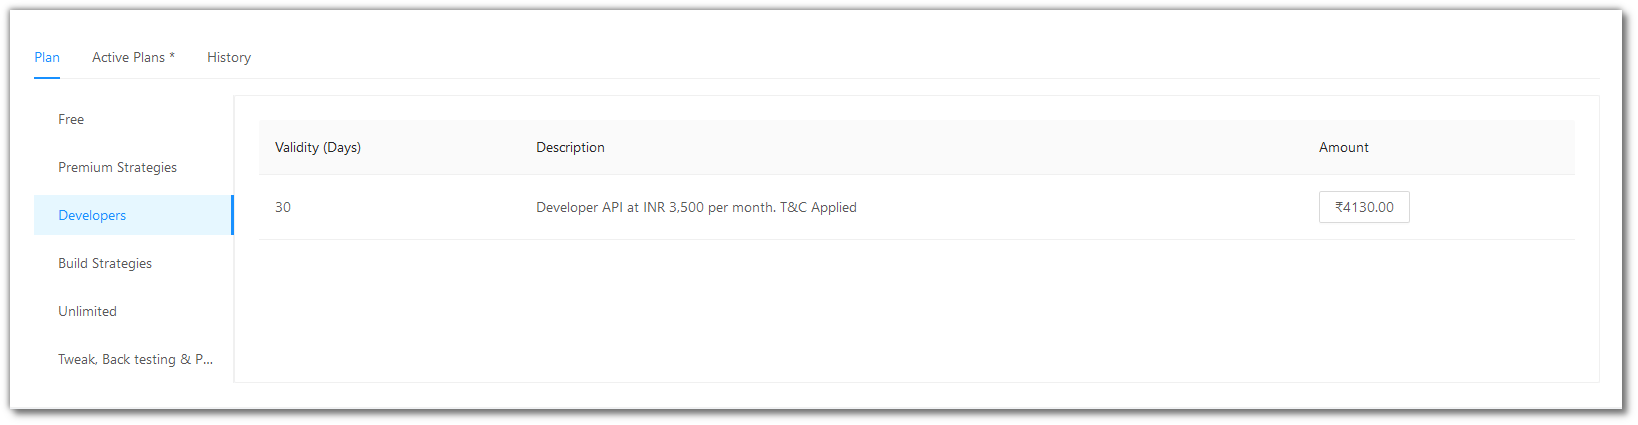 Plan Active Plans * History
Free
Premium Strategies
Developers
Build Strategies
Unlimited
Tweak, Back testing & P...
Validity (Days) Description Amount
30 Developer API at INR 3,500 per month. T&C Applied ₹4130.00